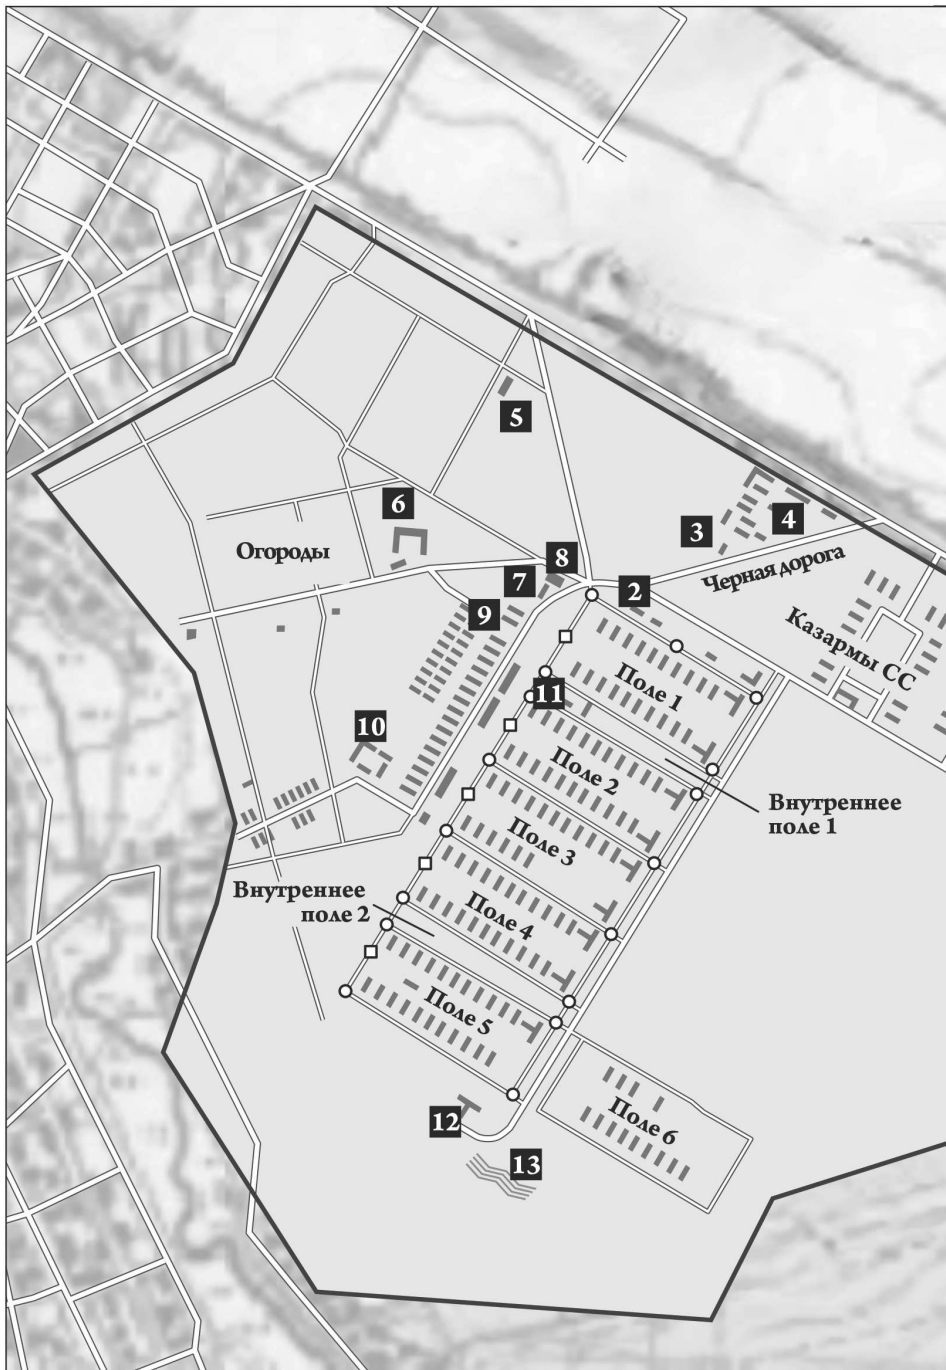 5
6
3
4
Огороды
8
Черная дорога
7
2
9
Казармы СС
11
Поле 1
10
Поле 2
Внутреннее
поле 1
Поле 3
Внутреннее
поле 2
Поле 4
Поле 5
Поле 6
12
13